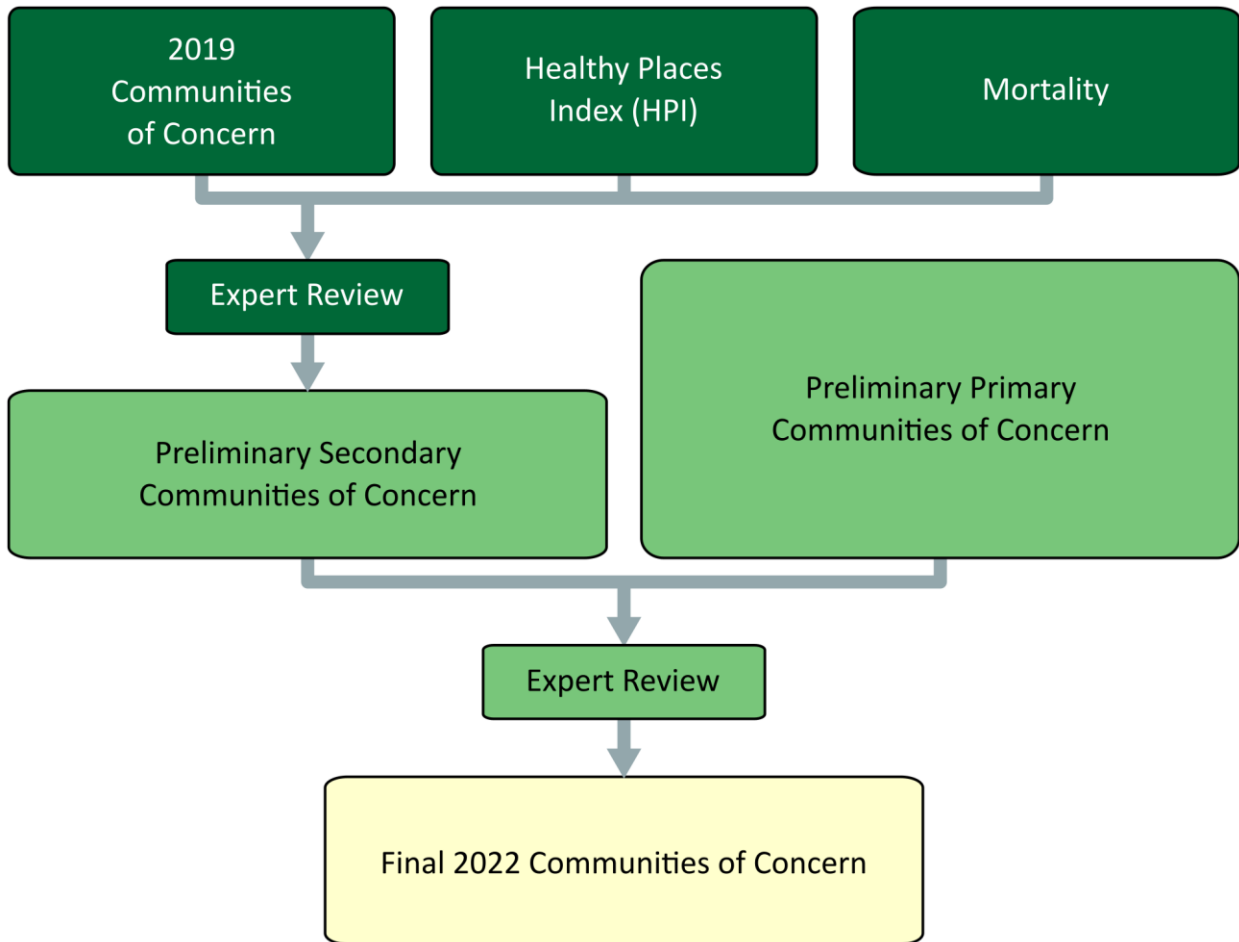 2019
Communities
of Concern
Healthy Places
Index (HPI)
Mortality
Expert Review
Preliminary Primary
Communities of Concern
Preliminary Secondary
Communities of Concern
Expert Review
Final 2022 Communities of Concern